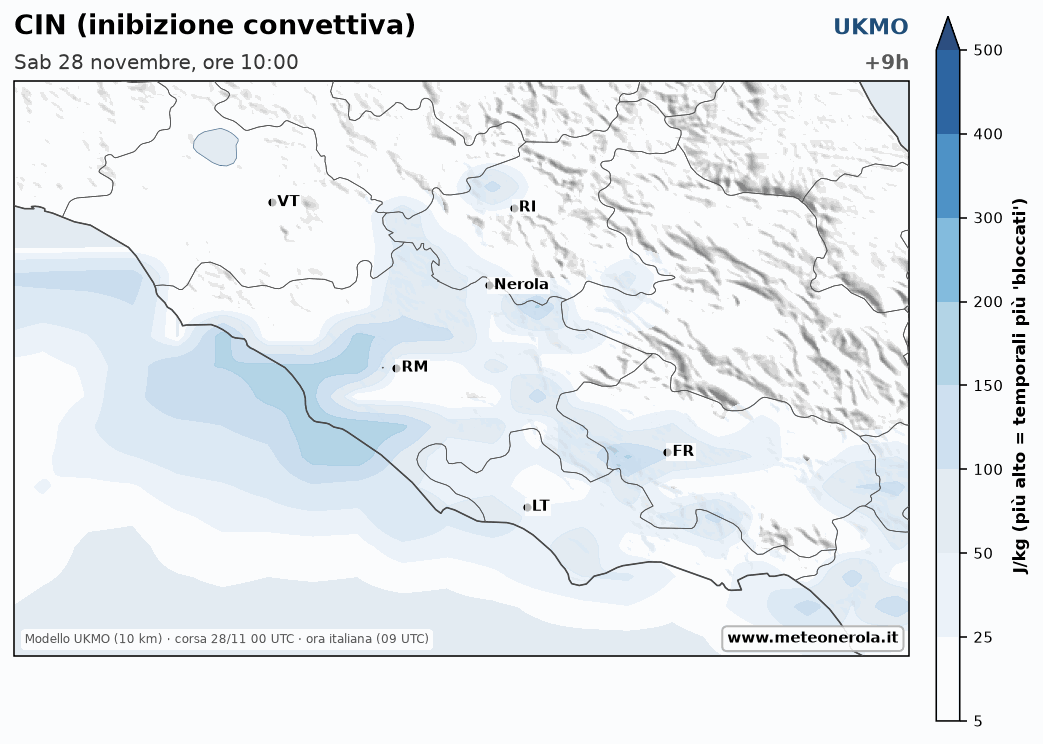 CIN (inibizione convettiva)
UKMO
Sab 28 novembre, ore 10:00
+9h
500
400
300
200
150
100
50
25
5
J/kg (più alto = temporali più 'bloccati')
VT
RI
Nerola
RM
FR
LT
Modello UKMO (10 km) · corsa 28/11 00 UTC · ora italiana (09 UTC)
www.meteonerola.it